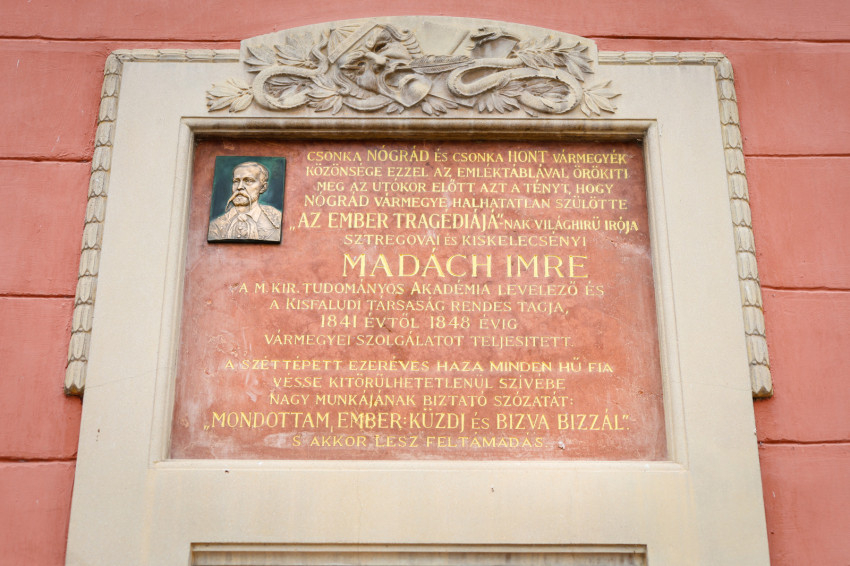 CSONKA NÓGRÁD ÉS CSONKA HONT VÁRMEGYÉK
KÖZÖNSÉGE EZZEL AZ EMLÉKTÁBLÁVAL ÖRÖKITI
MEG AZ UTÓKOR ELŐTT AZT A TÉNYT, HOGY
NÓGRÁD VÁRMEGYE HALHATATLAN SZÜLÖTTE
„AZ EMBER TRAGÉDIÁJÁ”-NAK VILÁGHIRÜ IRÓJA
SZTREGOVAI ÉS KISKELECSÉNYI
MADÁCH IMRE
A M. KIR. TUDOMÁNYOS AKADÉMIA LEVELEZŐ ÉS
A KISFALUDI TÁRSASÁG RENDES TAGJA,
1841 ÉVTŐL 1848 ÉVIG
VÁRMEGYEI SZOLGÁLATOT TELJESITETT.
A SZÉTTÉPETT EZERÉVES HAZA MINDEN HŰ FIA
VÉSSE KITÖRÜLHETETLENÜL SZIVÉBE
NAGY MUNKÁJÁNAK BIZTATÓ SZÓZATÁT:
„MONDOTTAM, EMBER: KÜZDJ ÉS BIZVA BIZZÁL”:
S AKKOR LESZ FELTÁMADÁS.